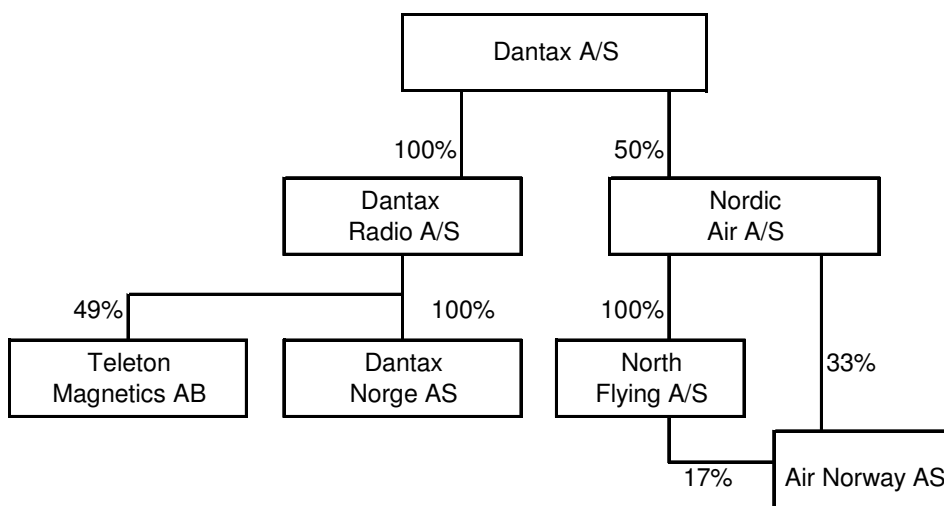 Dantax A/S
100%
50%
Dantax
Radio A/S
Nordic
Air A/S
49%
100%
100%
33%
Teleton
Magnetics AB
Dantax
Norge AS
North
Flying A/S
17%
Air Norway AS